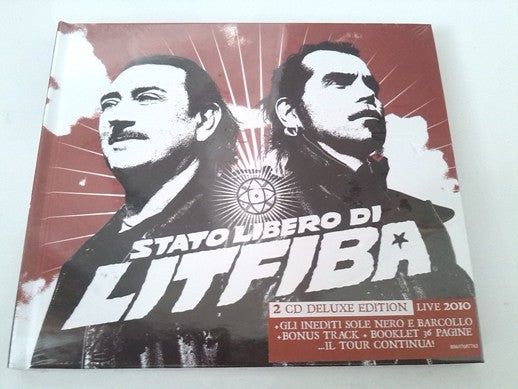 STATO LIBERO DI
LITFIBA
2 CD DELUXE EDITION LIVE 2010
+GLI INEDITI SOLE NERO E BARCOLLO
+BONUS TRACK + BOOKLET 36 PAGINE
...IL TOUR CONTINUA!